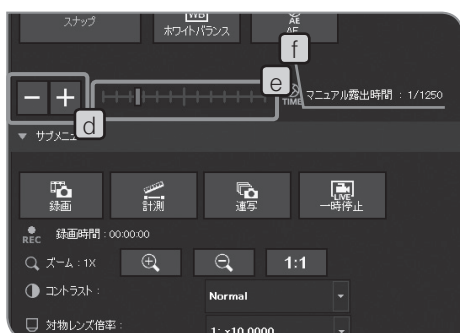 スナップ
WB
ホワイトバランス
AE
AE
f
− +
e
TIME
マニュアル露出時間 : 1/1250
d
▼ サブメニュ
録画
計測
連写
LIVE
一時停止
REC 録画時間 : 00:00:00
ズーム : 1X
1:1
コントラスト :
Normal
対物レンズ倍率 :
1: x10.0000